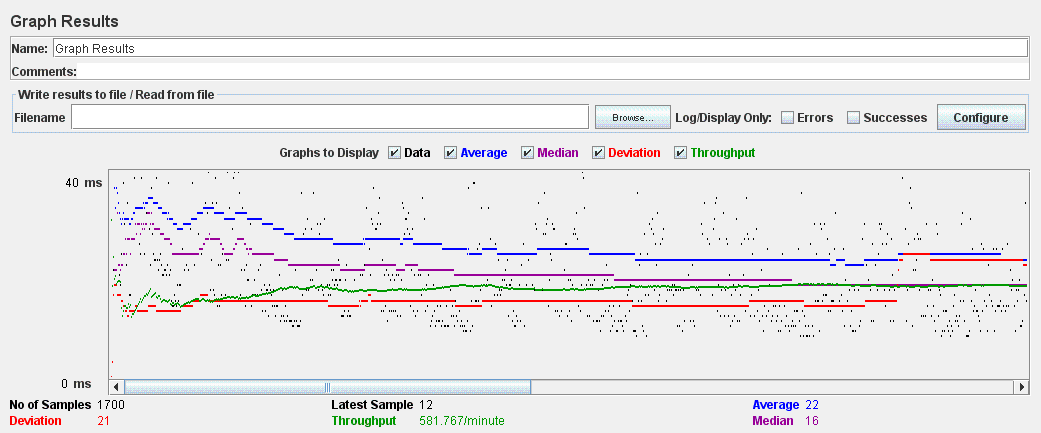 Graph Results
Name: Graph Results
Comments:
Write results to file / Read from file
Filename Browse... Log/Display Only: Errors Successes Configure
Graphs to Display Data Average Median Deviation Throughput
40 ms
0 ms
No of Samples 1700 Latest Sample 12 Average 22
Deviation 21 Throughput 581.767/minute Median 16